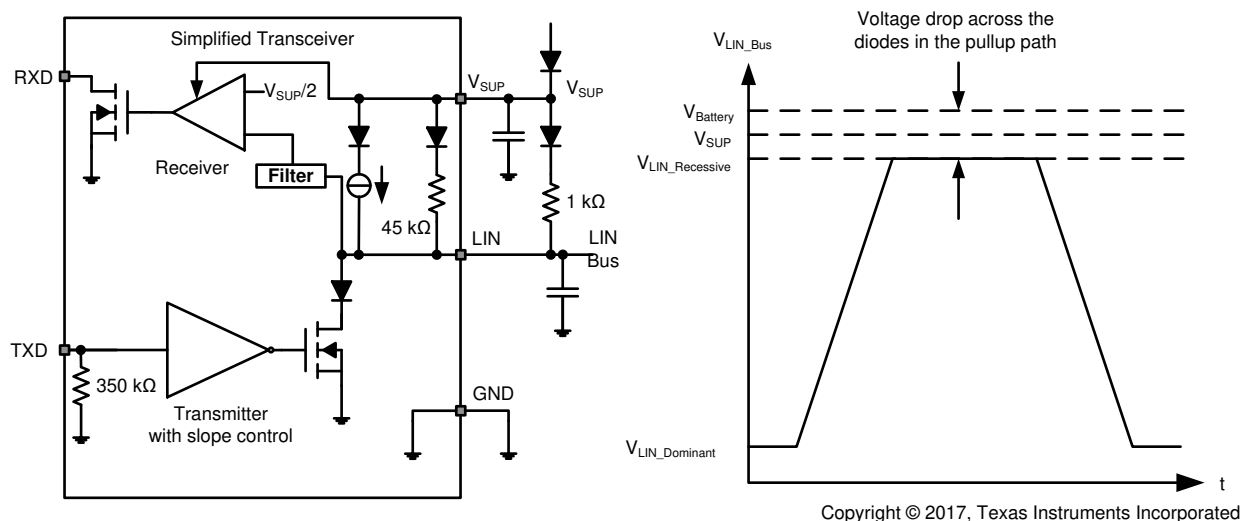 Simplified Transceiver
RXD
V_SUP/2
V_SUP
V_SUP
Receiver
Filter
45 kΩ
1 kΩ
LIN
LIN
Bus
TXD
350 kΩ
Transmitter
with slope control
GND
Voltage drop across the
diodes in the pullup path
V_LIN_Bus
V_Battery
V_SUP
V_LIN_Recessive
V_LIN_Dominant
t
Copyright © 2017, Texas Instruments Incorporated